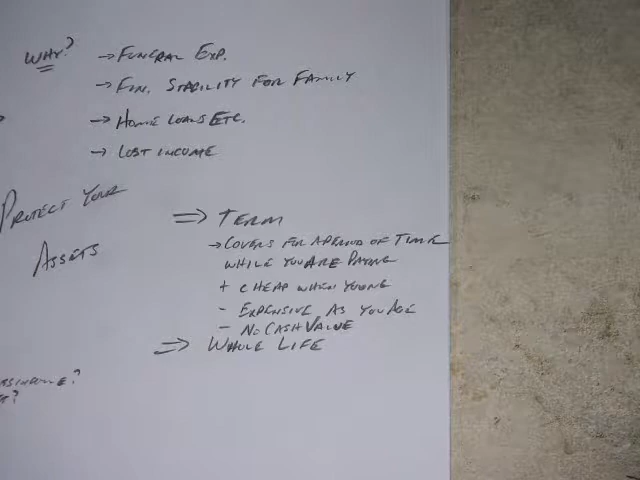 WHY? → FUNERAL EXP.
→ FIN. STABILITY FOR FAMILY
→ HOME LOANS ETC.
→ LOST INCOME
PROTECT YOUR
ASSETS
⇒ TERM
→ COVERS FOR A PERIOD OF TIME
WHILE YOU ARE PAYING
+ CHEAP WHEN YOUNG
- EXPENSIVE AS YOU AGE
- NO CASH VALUE
⇒ WHOLE LIFE